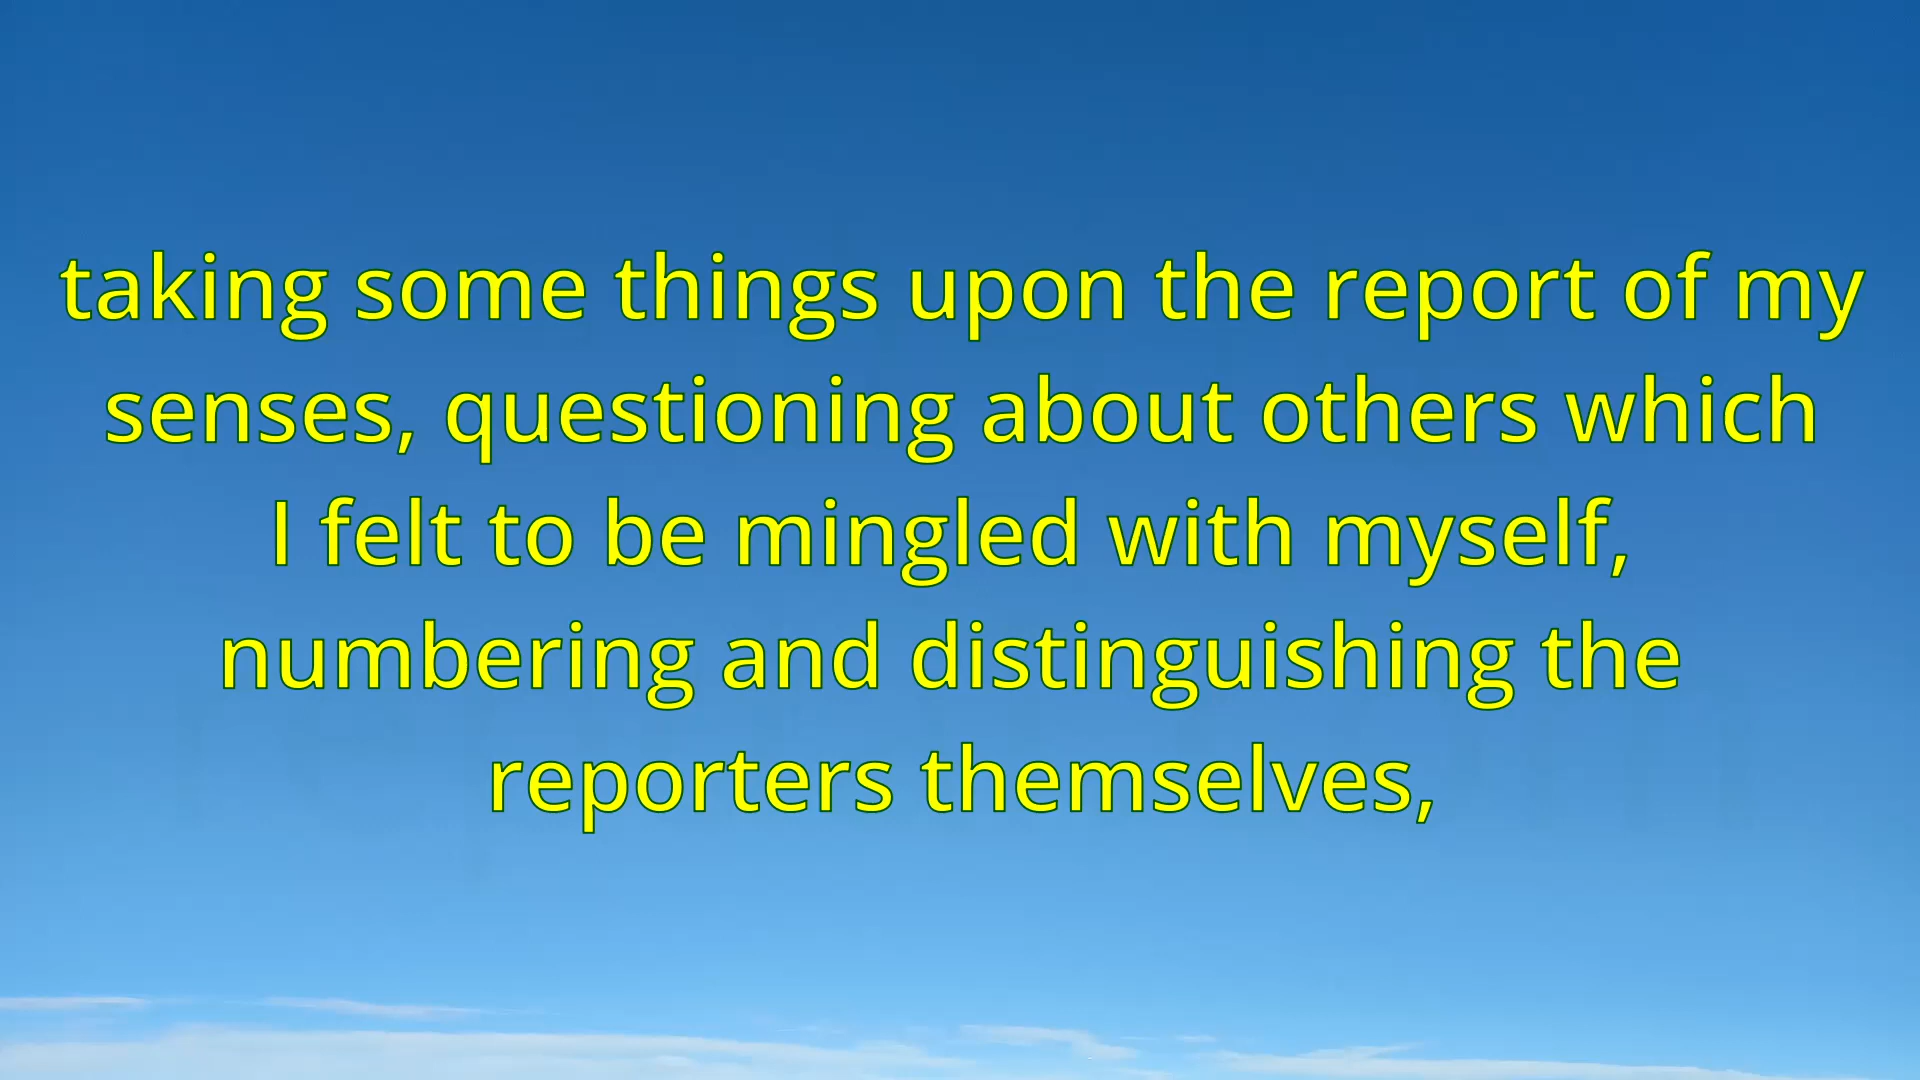 taking some things upon the report of my
senses, questioning about others which
I felt to be mingled with myself,
numbering and distinguishing the
reporters themselves,